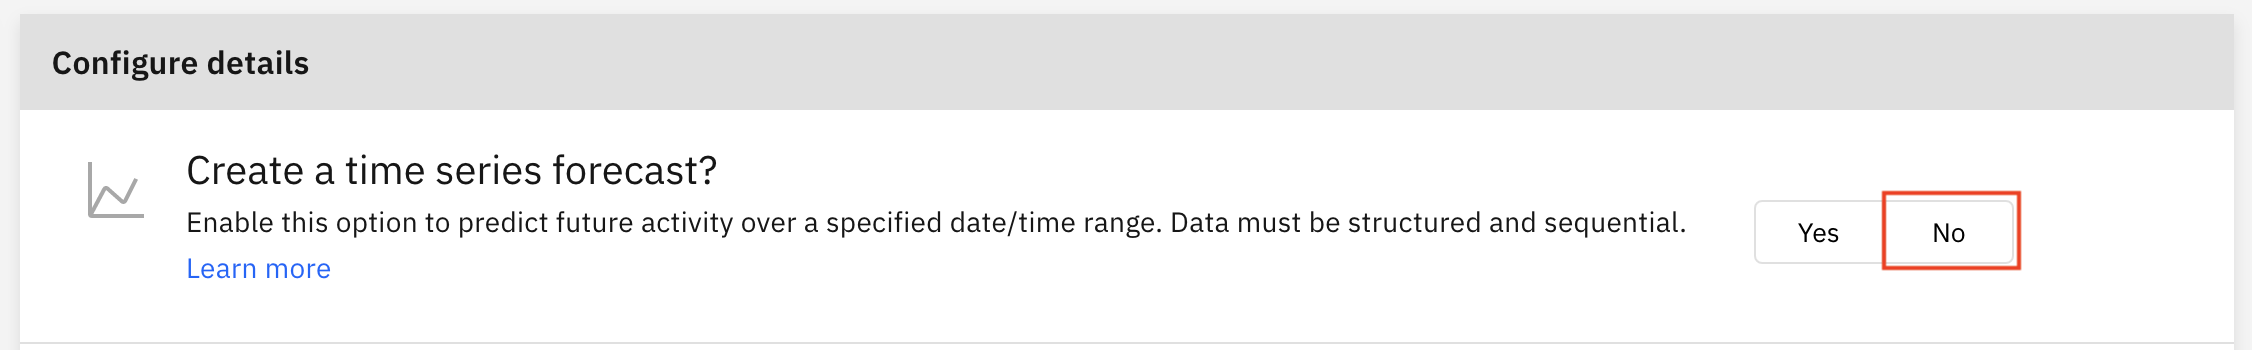 Configure details
Create a time series forecast?
Enable this option to predict future activity over a specified date/time range. Data must be structured and sequential.
Learn more
Yes
No